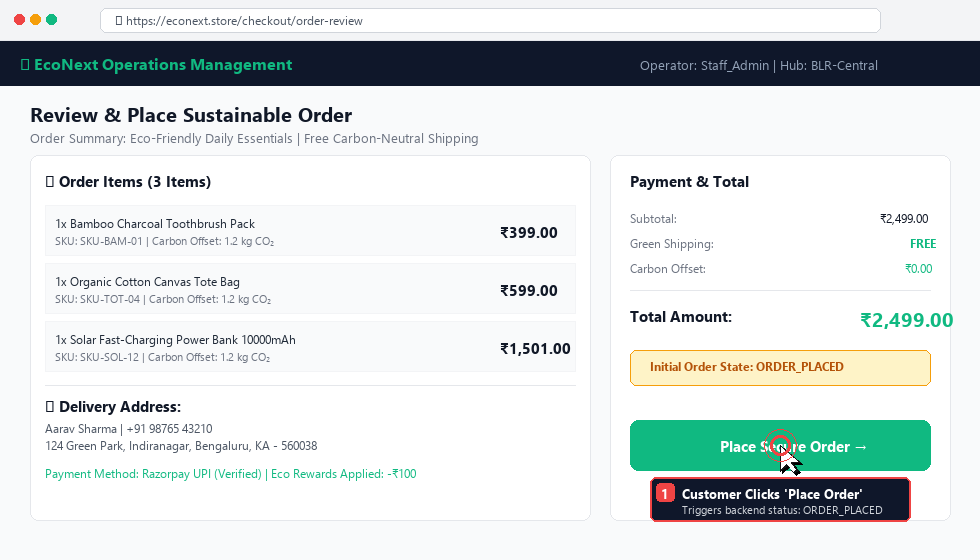 https://econext.store/checkout/order-review
EcoNext Operations Management
Operator: Staff_Admin | Hub: BLR-Central
Review & Place Sustainable Order
Order Summary: Eco-Friendly Daily Essentials | Free Carbon-Neutral Shipping
Order Items (3 Items)
1x Bamboo Charcoal Toothbrush Pack
SKU: SKU-BAM-01 | Carbon Offset: 1.2 kg CO₂
₹399.00
1x Organic Cotton Canvas Tote Bag
SKU: SKU-TOT-04 | Carbon Offset: 1.2 kg CO₂
₹599.00
1x Solar Fast-Charging Power Bank 10000mAh
SKU: SKU-SOL-12 | Carbon Offset: 1.2 kg CO₂
₹1,501.00
Delivery Address:
Aarav Sharma | +91 98765 43210
124 Green Park, Indiranagar, Bengaluru, KA - 560038
Payment Method: Razorpay UPI (Verified) | Eco Rewards Applied: -₹100
Payment & Total
Subtotal: ₹2,499.00
Green Shipping: FREE
Carbon Offset: ₹0.00
Total Amount: ₹2,499.00
Initial Order State: ORDER_PLACED
Place Order →
1 Customer Clicks 'Place Order'
Triggers backend status: ORDER_PLACED